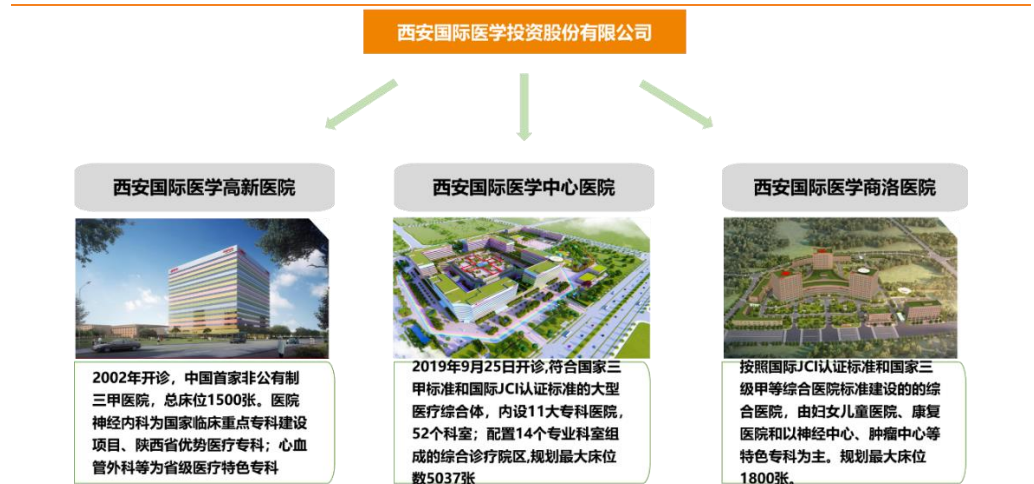 西安国际医学投资股份有限公司
西安国际医学高新医院
西安国际医学中心医院
西安国际医学商洛医院
2002年开诊，中国首家非公有制
三甲医院，总床位1500张。医院
神经内科为国家临床重点专科建设
项目、陕西省优势医疗专科；心血
管外科等为省级医疗特色专科
2019年9月25日开诊,符合国家三
甲标准和国际JCI认证标准的大型
医疗综合体，内设11大专科医院，
52个科室；配置14个专业科室组
成的综合诊疗院区,规划最大床位
数5037张
按照国际JCI认证标准和国家三
级甲等综合医院标准建设的的综
合医院，由妇女儿童医院、康复
医院和以神经中心、肿瘤中心等
特色专科为主。规划最大床位
1800张。